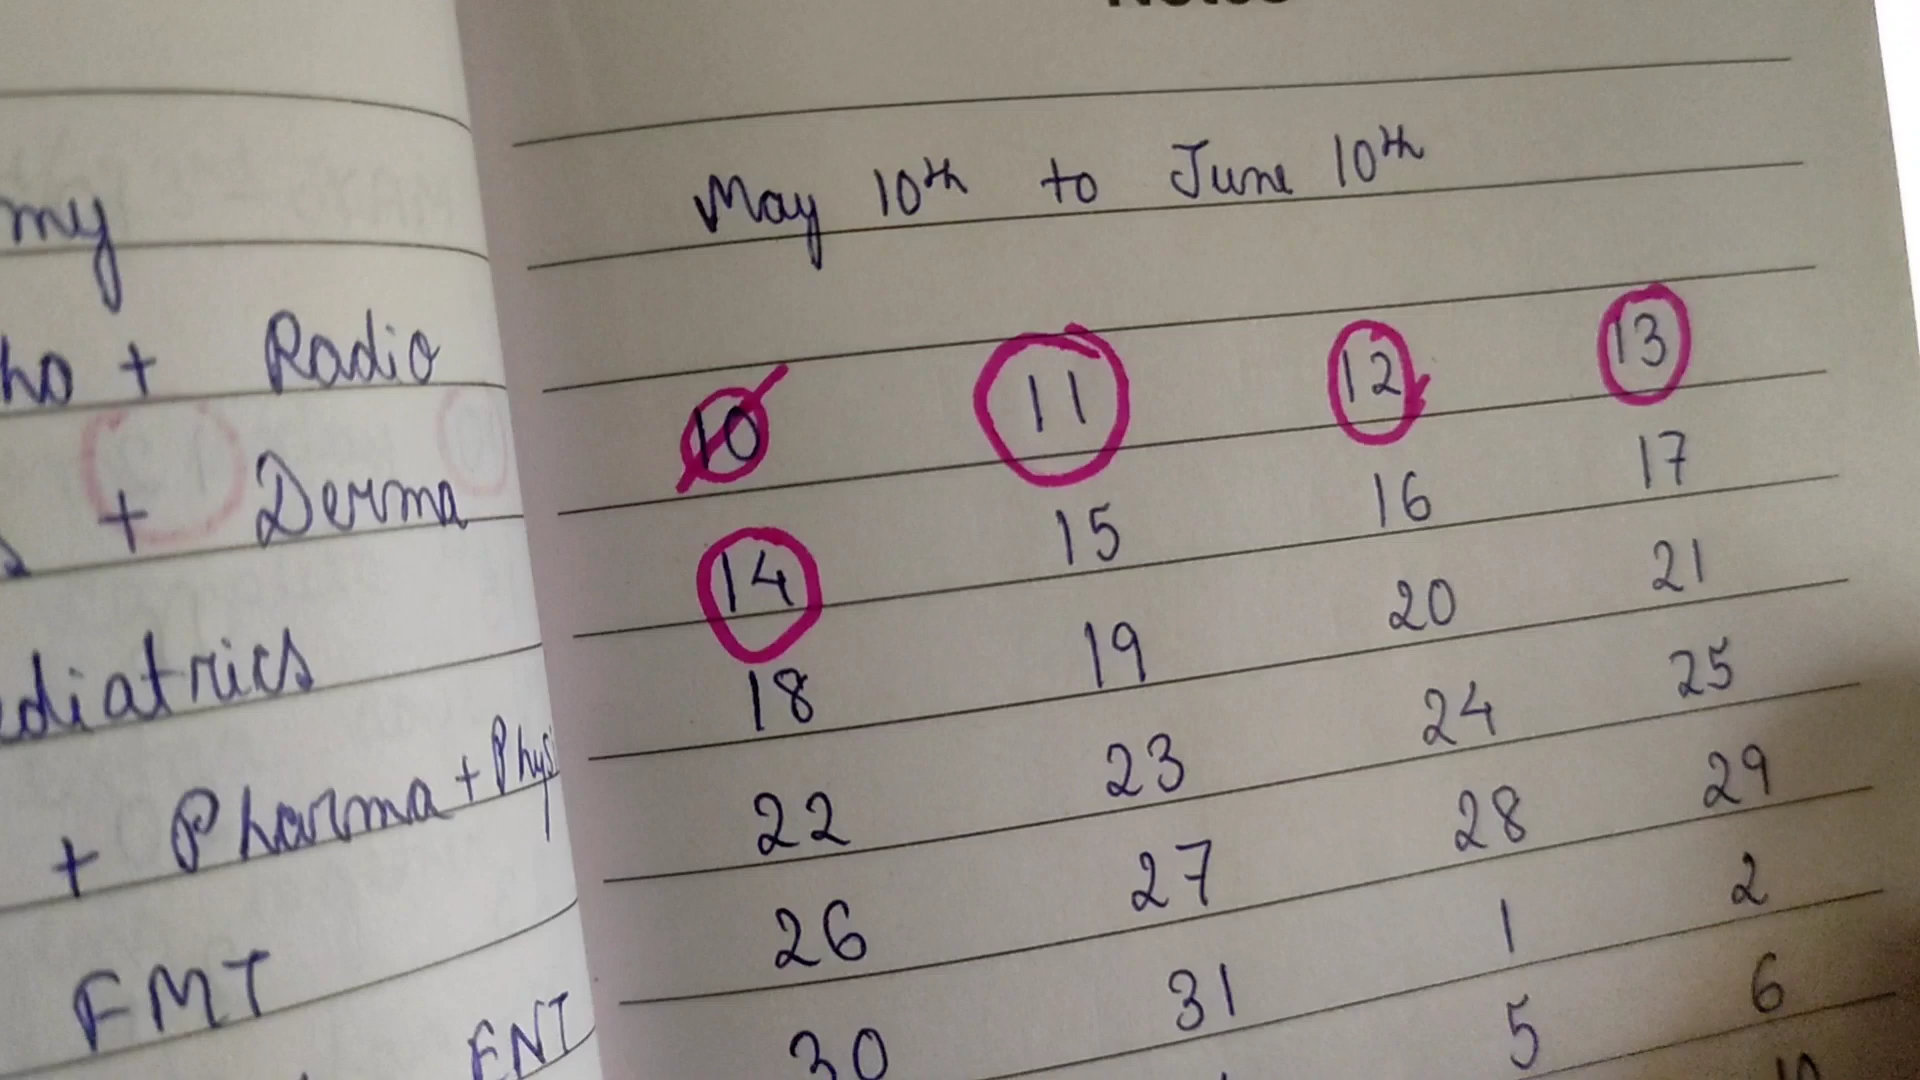 my
+ Radio
+ Derma
diatrics
+ Pharma + Phys
FMT
ENT
May 10th to June 10th
10 11 12 13
14 15 16 17
18 19 20 21
22 23 24 25
26 27 28 29
30 31 1 2
5 6